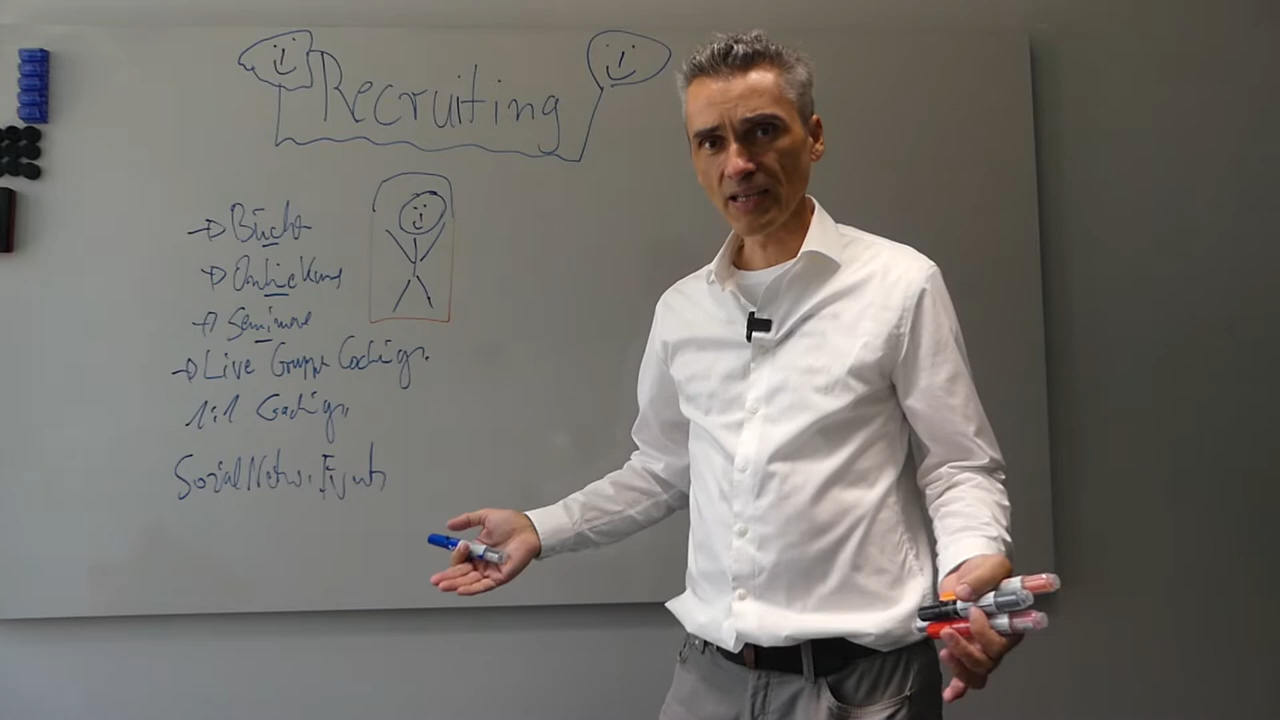 Recruiting
→ Bücher
→ Online Kurs
→ Seminare
→ Live Gruppe Coachings
1:1 Coachings
Social Netw. Events